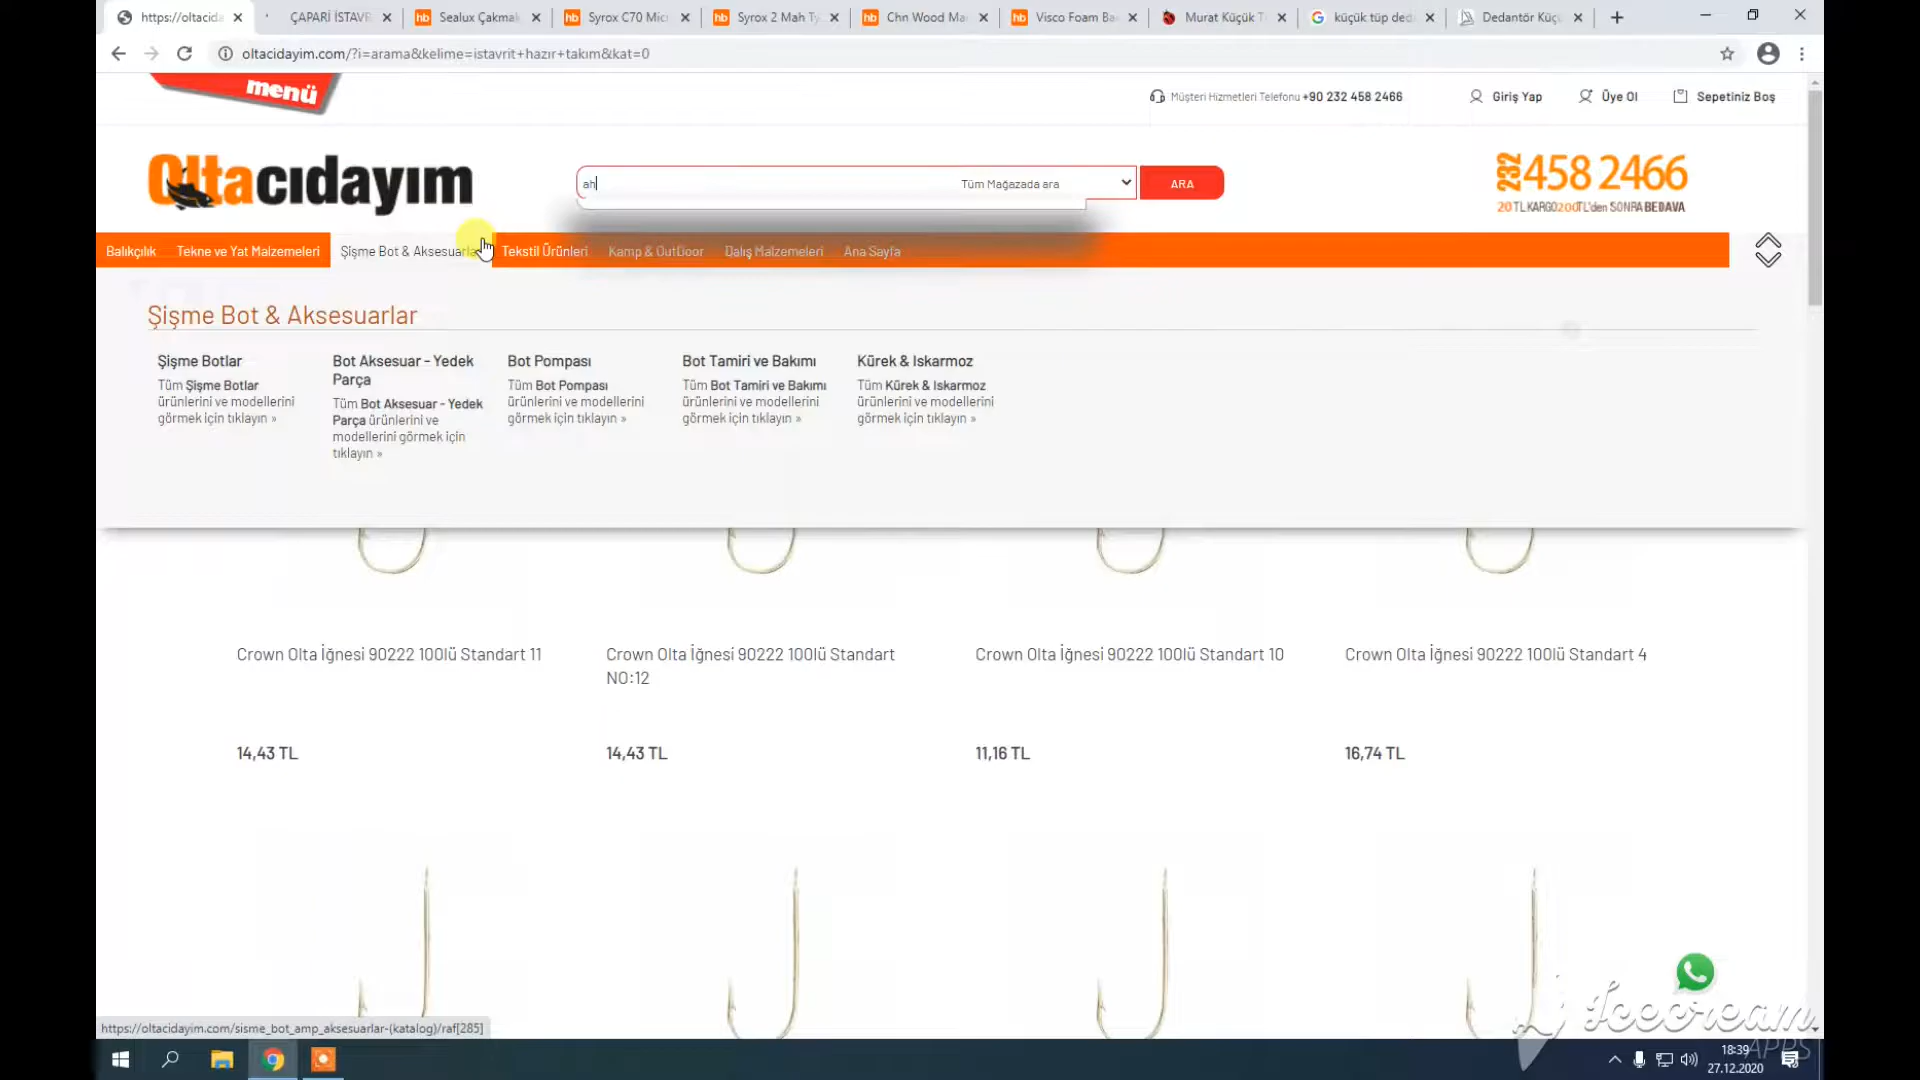 https://oltacida
ÇAPARİ İSTAVR
Sealux Çakmak
Syrox C70 Micr
Syrox 2 Mah Ty
Chn Wood Ma
Visco Foam Ba
Murat Küçük T
küçük tüp ded
Dedantör Küçü
oltacidayim.com/?i=arama&kelime=istavrit+hazır+takım&kat=0
menü
Müşteri Hizmetleri Telefonu +90 232 458 2466
Giriş Yap
Üye Ol
Sepetiniz Boş
Oltacıdayım
ah
Tüm Mağazada ara
ARA
232 458 2466
20 TL KARGO 200 TL'den SONRA BEDAVA
Balıkçılık
Tekne ve Yat Malzemeleri
Şişme Bot & Aksesuarla
Tekstil Ürünleri
Kamp & OutDoor
Dalış Malzemeleri
Ana Sayfa
Şişme Bot & Aksesuarlar
Şişme Botlar
Tüm Şişme Botlar
ürünlerini ve modellerini
görmek için tıklayın »
Bot Aksesuar - Yedek
Parça
Tüm Bot Aksesuar - Yedek
Parça ürünlerini ve
modellerini görmek için
tıklayın »
Bot Pompası
Tüm Bot Pompası
ürünlerini ve modellerini
görmek için tıklayın »
Bot Tamiri ve Bakımı
Tüm Bot Tamiri ve Bakımı
ürünlerini ve modellerini
görmek için tıklayın »
Kürek & Iskarmoz
Tüm Kürek & Iskarmoz
ürünlerini ve modellerini
görmek için tıklayın »
Crown Olta İğnesi 90222 100lü Standart 11
14,43 TL
Crown Olta İğnesi 90222 100lü Standart
NO:12
14,43 TL
Crown Olta İğnesi 90222 100lü Standart 10
11,16 TL
Crown Olta İğnesi 90222 100lü Standart 4
16,74 TL
https://oltacidayim.com/sisme_bot_amp_aksesuarlar-(katalog)/raf[285]
Icecream
APPS
18:39
27.12.2020